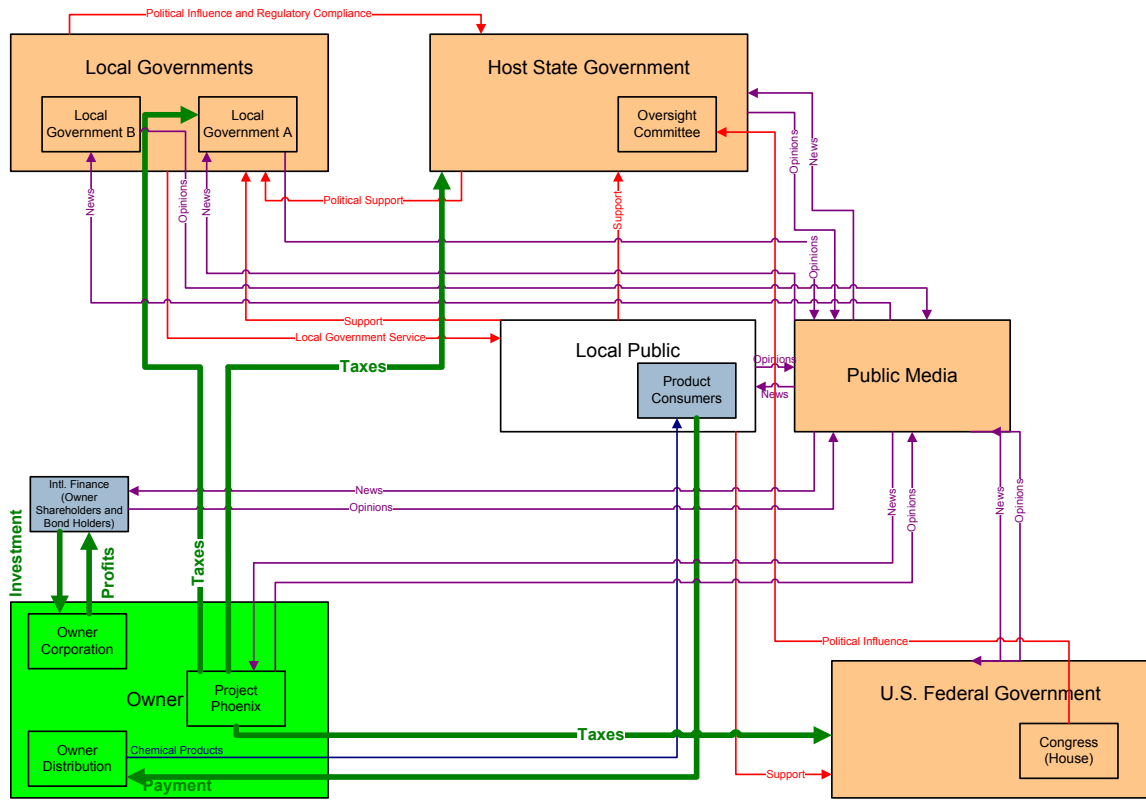 Political Influence and Regulatory Compliance
Local Governments
Host State Government
Local
Government B
Local
Government A
Oversight
Committee
Opinions
News
News
Opinions
News
Political Support
Support
Opinions
Support
Local Government Service
Local Public
Public Media
Taxes
Product
Consumers
Opinions
News
Intl. Finance
(Owner
Shareholders and
Bond Holders)
News
Opinions
News
Opinions
News
Opinions
Investment
Profits
Taxes
Owner
Corporation
Owner
Project
Phoenix
Political Influence
U.S. Federal Government
Taxes
Congress
(House)
Owner
Distribution
Chemical Products
Payment
Support